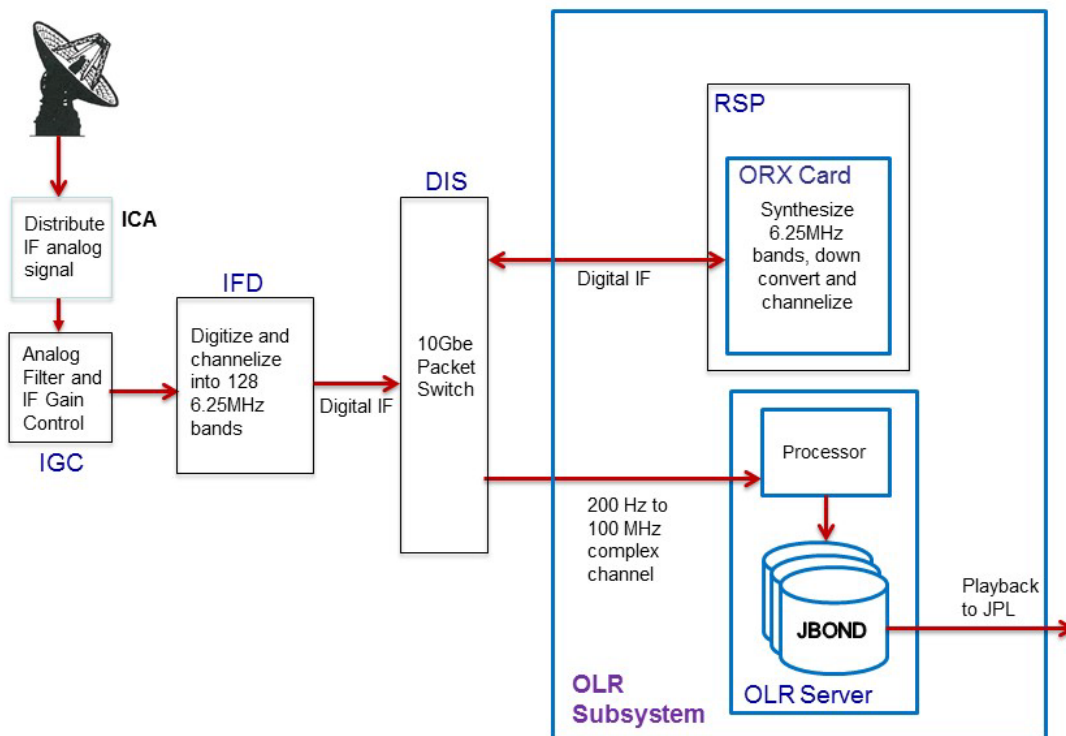 RSP
ORX Card
Synthesize
6.25MHz
bands, down
convert and
channelize
DIS
ICA
Distribute
IF analog
signal
Digital IF
IFD
Digitize and
channelize
into 128
6.25MHz
bands
Analog
Filter and
IF Gain
Control
IGC
Digital IF
10Gbe
Packet
Switch
Processor
200 Hz to
100 MHz
complex
channel
JBOND
Playback
to JPL
OLR Server
OLR
Subsystem